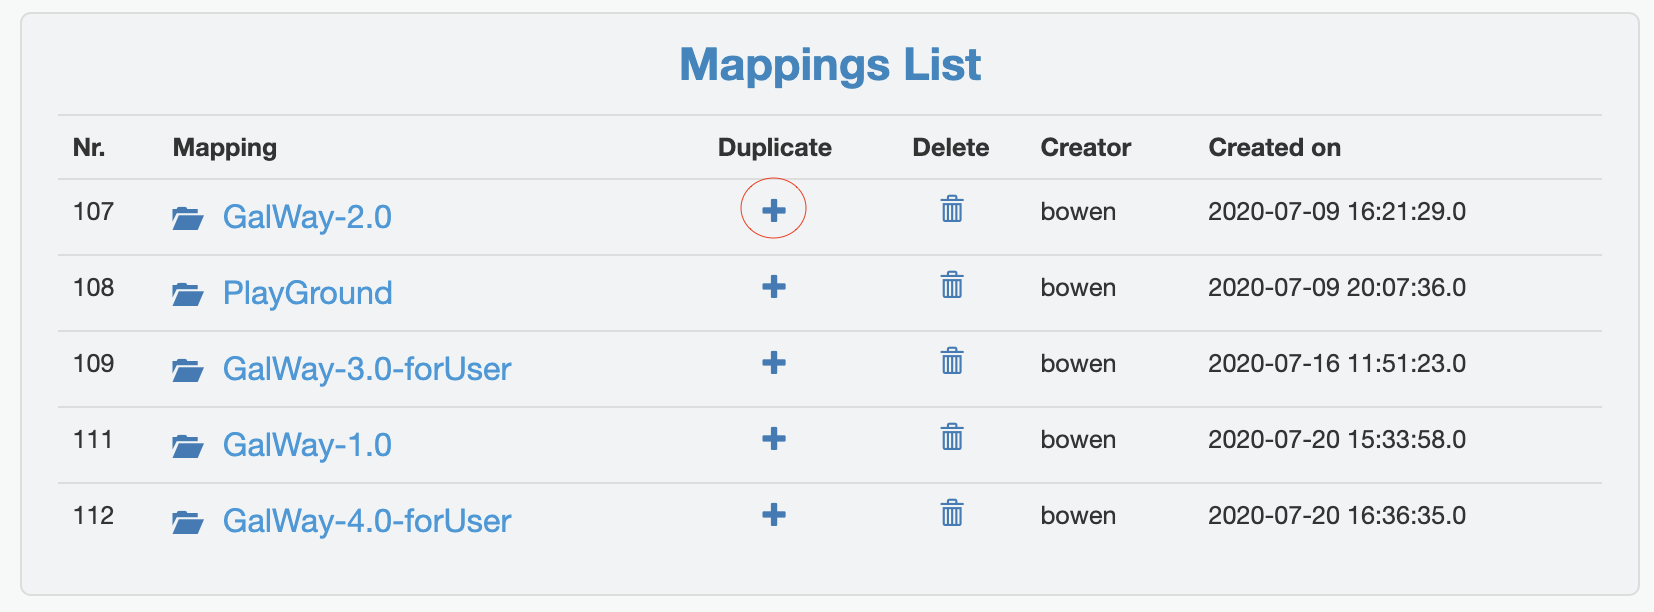 Mappings List
Nr. Mapping Duplicate Delete Creator Created on
107 GalWay-2.0 bowen 2020-07-09 16:21:29.0
108 PlayGround bowen 2020-07-09 20:07:36.0
109 GalWay-3.0-forUser bowen 2020-07-16 11:51:23.0
111 GalWay-1.0 bowen 2020-07-20 15:33:58.0
112 GalWay-4.0-forUser bowen 2020-07-20 16:36:35.0